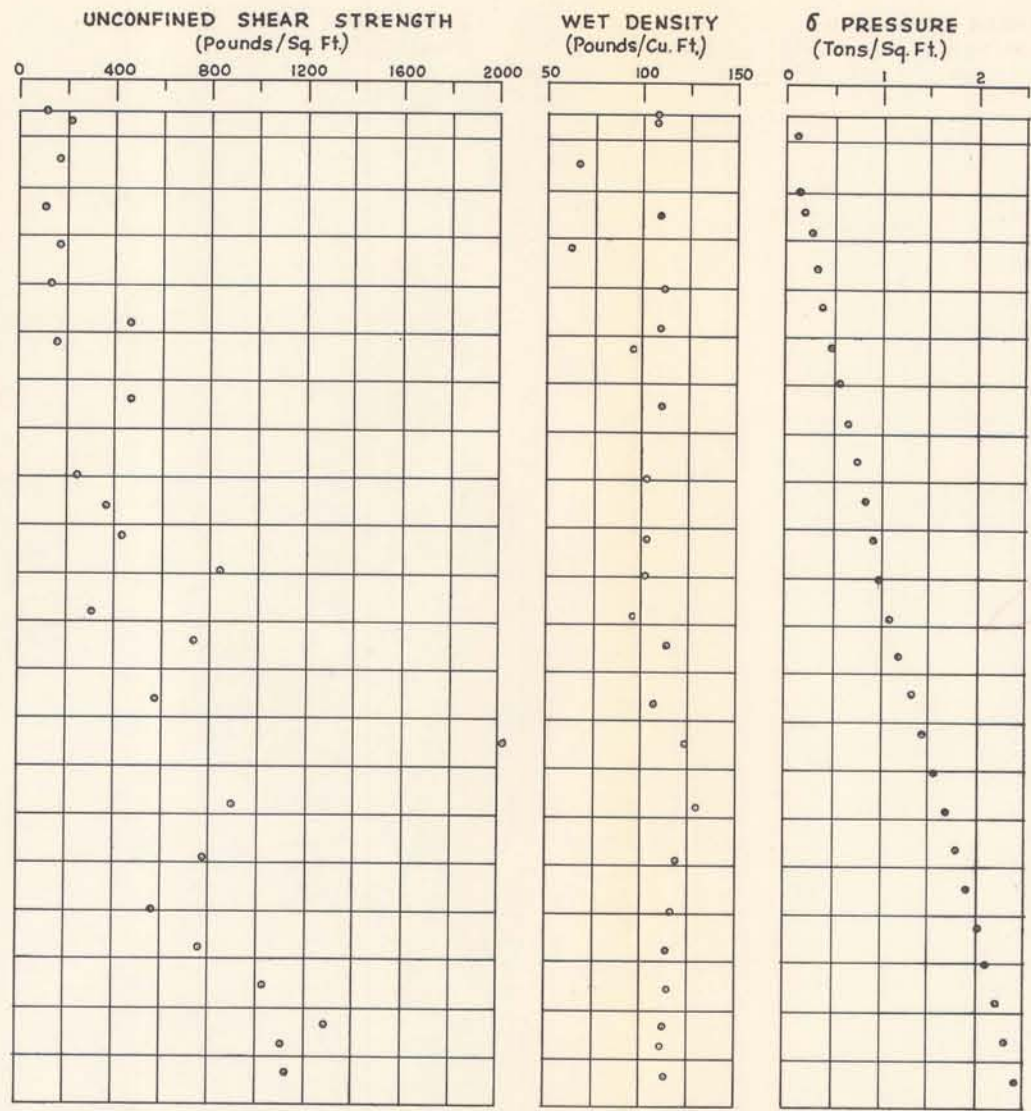 UNCONFINED SHEAR STRENGTH
(Pounds/Sq. Ft.)
0 400 800 1200 2000
WET DENSITY
(Pounds/Cu. Ft.)
50 100 150
σ PRESSURE
(Tons/Sq. Ft.)
0 1 2